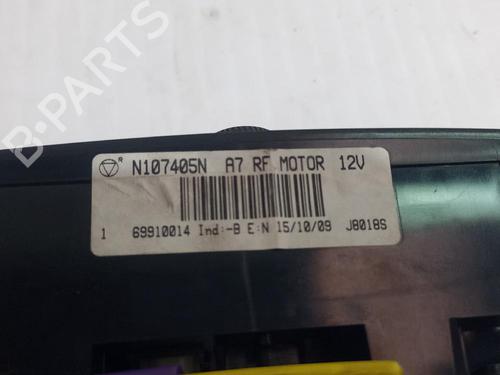 B-PARTS
R N107405N A7 RF MOTOR 12V
1 69910014 Ind:-B E:N 15/10/09 J8018S